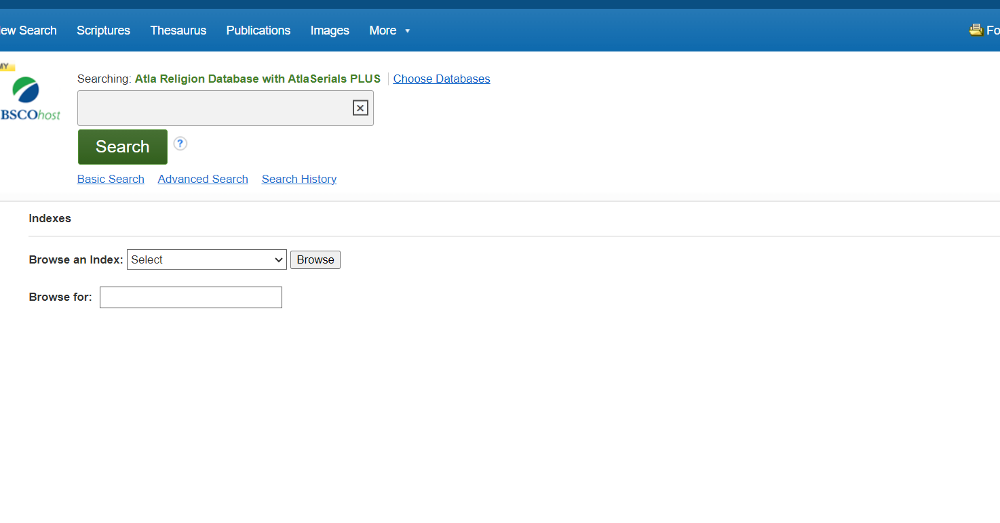 ew Search Scriptures Thesaurus Publications Images More Fo
MY
BSCOhost
Searching: Atla Religion Database with AtlaSerials PLUS Choose Databases
Search ?
Basic Search Advanced Search Search History
Indexes
Browse an Index: Select Browse
Browse for: